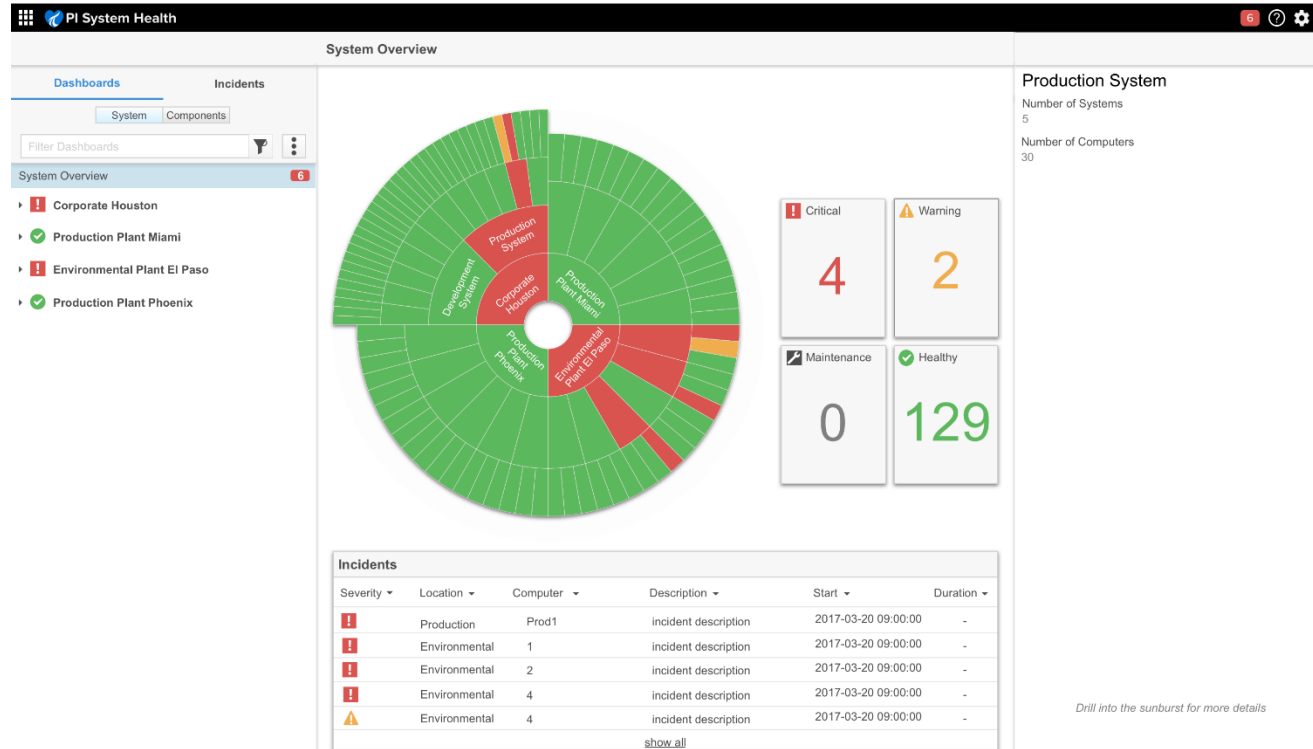 PI System Health
6
System Overview
Dashboards Incidents
System Components
Filter Dashboards
System Overview 6
Corporate Houston
Production Plant Miami
Environmental Plant El Paso
Production Plant Phoenix
Production
System
Development
System
Corporate
Houston
Production
Plant Miami
Production
Plant
Phoenix
Environmental
Plant El Paso
Critical
4
Warning
2
Maintenance
0
Healthy
129
Incidents
Severity Location Computer Description Start Duration
Production Prod1 incident description 2017-03-20 09:00:00 -
Environmental 1 incident description 2017-03-20 09:00:00 -
Environmental 2 incident description 2017-03-20 09:00:00 -
Environmental 4 incident description 2017-03-20 09:00:00 -
Environmental 4 incident description 2017-03-20 09:00:00 -
show all
Production System
Number of Systems
5
Number of Computers
30
Drill into the sunburst for more details